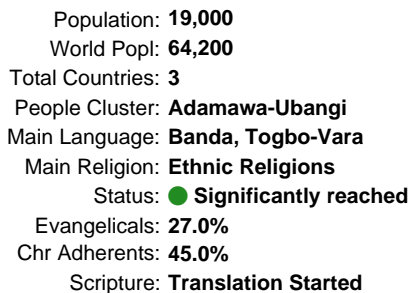 Population: 19,000
World Popl: 64,200
Total Countries: 3
People Cluster: Adamawa-Ubangi
Main Language: Banda, Togbo-Vara
Main Religion: Ethnic Religions
Status: Significantly reached
Evangelicals: 27.0%
Chr Adherents: 45.0%
Scripture: Translation Started